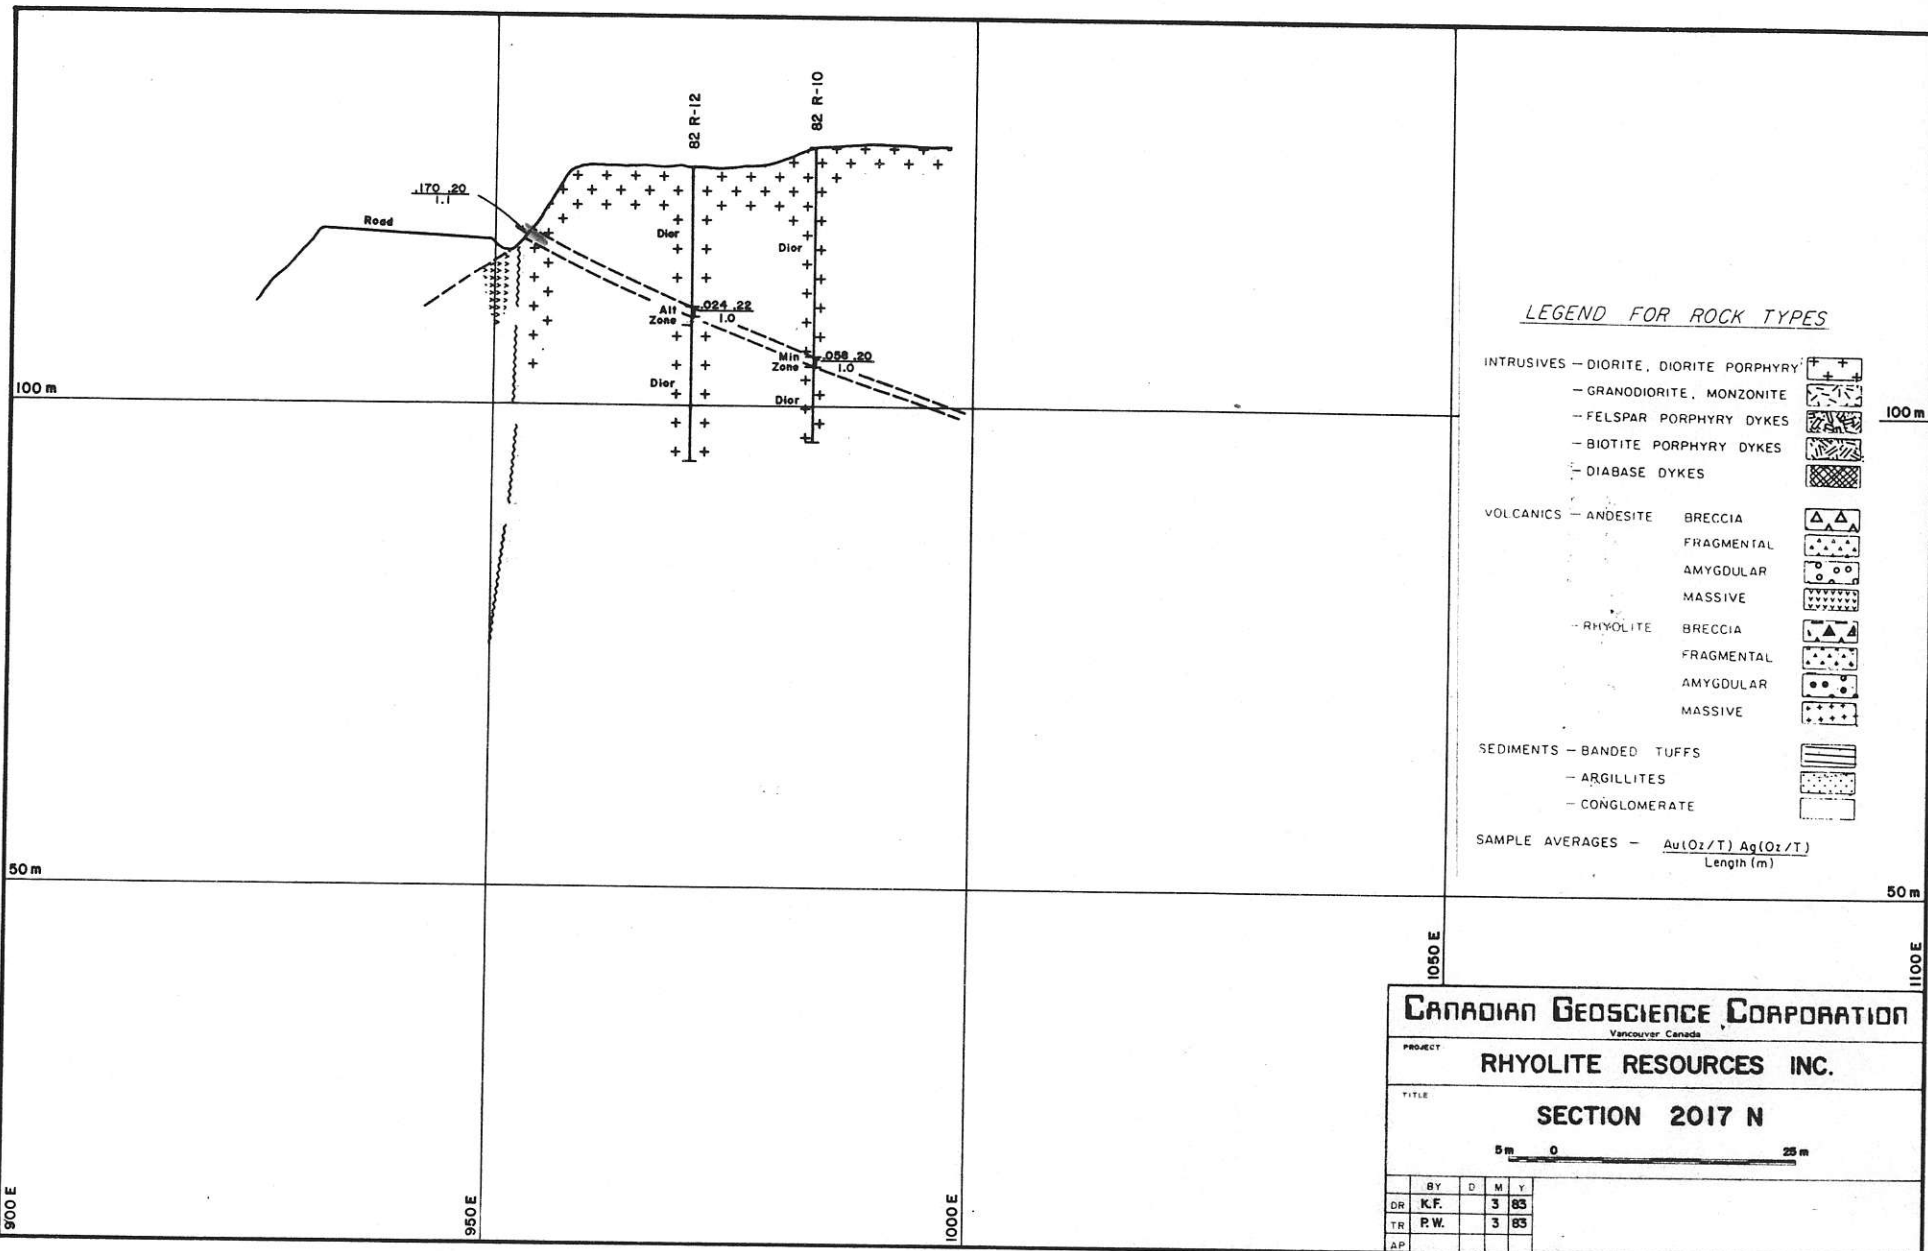 82 R-12
82 R-10
.170 .20
1.1
Road
Dior
Dior
Alt
Zone
.024 .22
1.0
Min
Zone
.058 .20
1.0
Dior
Dior
100 m
100 m
50 m
50 m
900 E
950 E
1000 E
1050 E
1100 E
LEGEND FOR ROCK TYPES
INTRUSIVES – DIORITE, DIORITE PORPHYRY
– GRANODIORITE, MONZONITE
– FELSPAR PORPHYRY DYKES
– BIOTITE PORPHYRY DYKES
– DIABASE DYKES
VOLCANICS – ANDESITE BRECCIA
FRAGMENTAL
AMYGDULAR
MASSIVE
– RHYOLITE BRECCIA
FRAGMENTAL
AMYGDULAR
MASSIVE
SEDIMENTS – BANDED TUFFS
– ARGILLITES
– CONGLOMERATE
SAMPLE AVERAGES – Au(Oz/T) Ag(Oz/T)
Length (m)
CANADIAN GEOSCIENCE CORPORATION
Vancouver Canada
PROJECT
RHYOLITE RESOURCES INC.
TITLE
SECTION 2017 N
5m 0 25 m
BY D M Y
DR K.F. 3 83
TR P.W. 3 83
AP